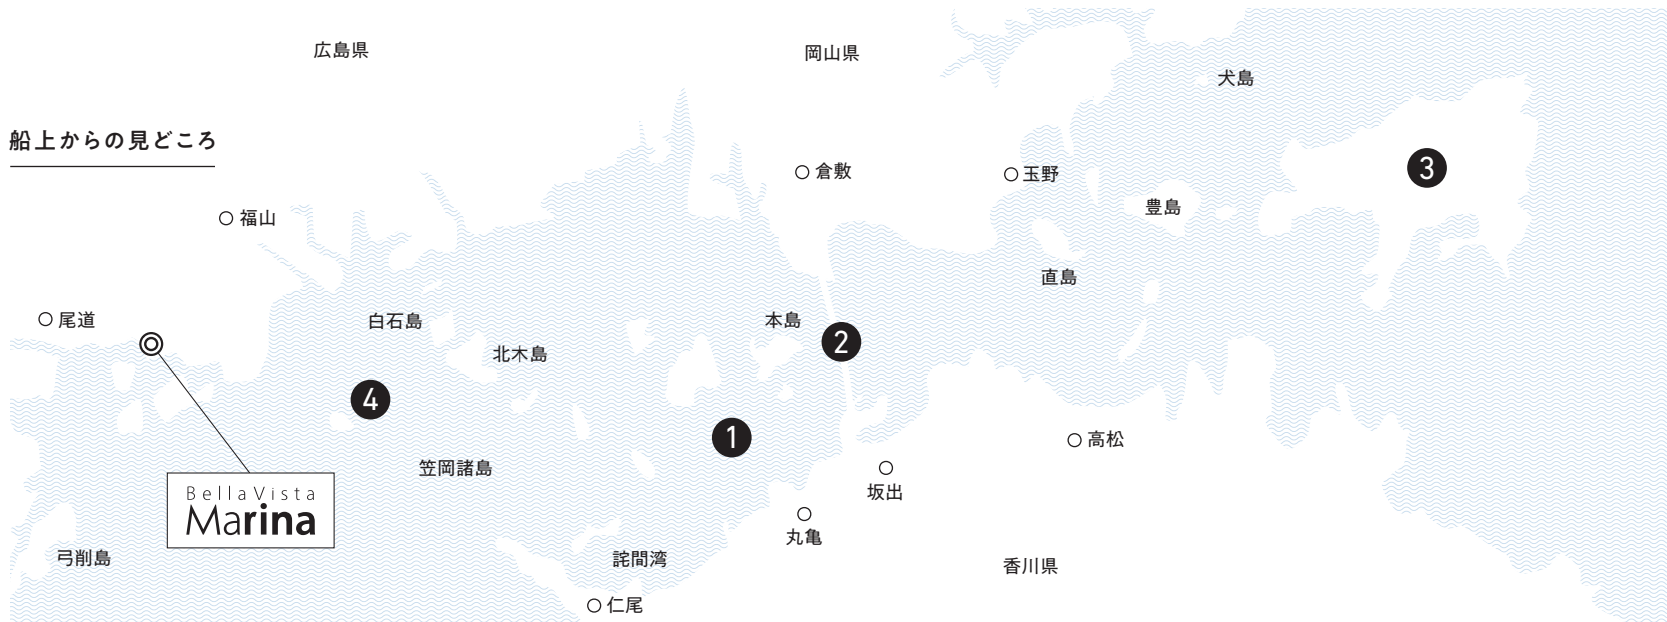 広島県
岡山県
犬島
船上からの見どころ
3
倉敷
玉野
豊島
福山
直島
尾道
白石島
本島
2
北木島
4
1
高松
笠岡諸島
坂出
BellaVista
Marina
丸亀
弓削島
詫間湾
香川県
仁尾